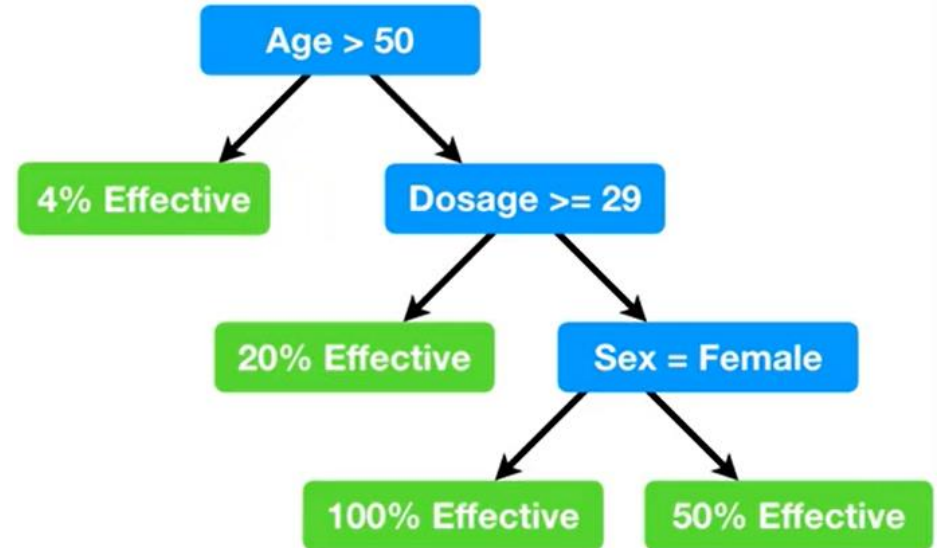 Age > 50
4% Effective
Dosage >= 29
20% Effective
Sex = Female
100% Effective
50% Effective